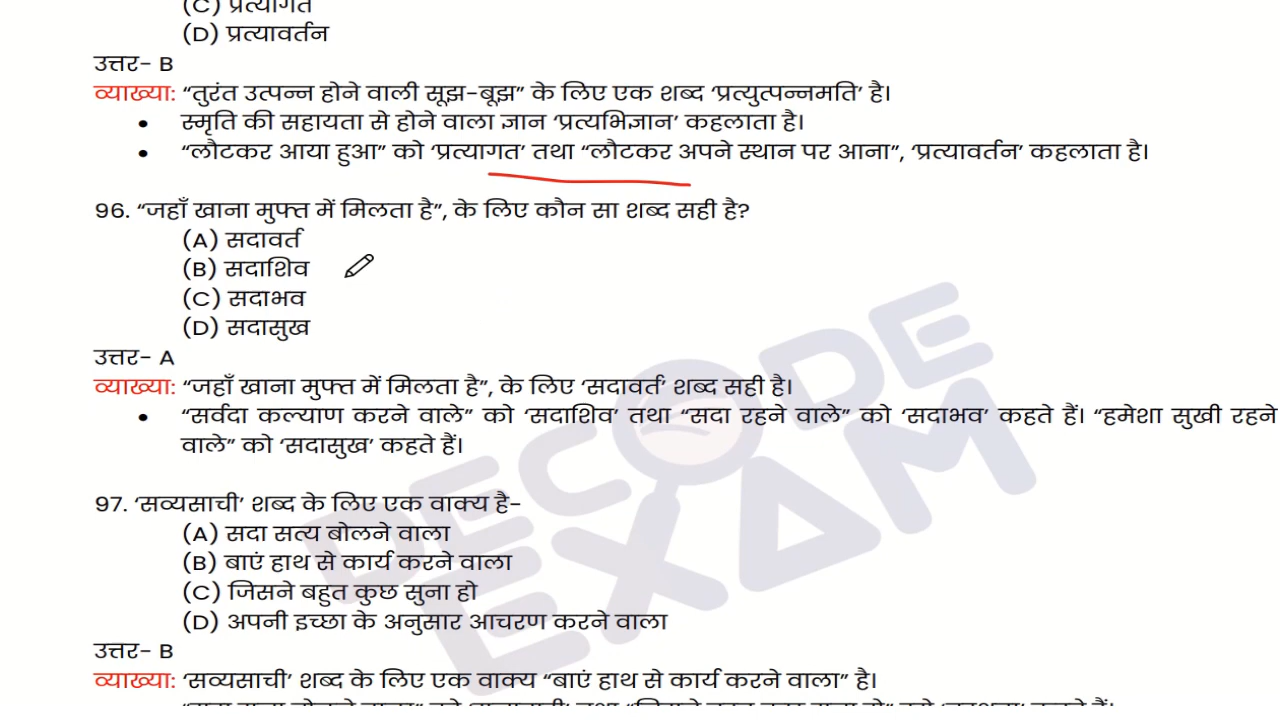 (C) प्रत्यागत
(D) प्रत्यावर्तन
उत्तर- B
व्याख्या: “तुरंत उत्पन्न होने वाली सूझ-बूझ” के लिए एक शब्द ‘प्रत्युत्पन्नमति’ है।
• स्मृति की सहायता से होने वाला ज्ञान ‘प्रत्यभिज्ञान’ कहलाता है।
• “लौटकर आया हुआ” को ‘प्रत्यागत’ तथा “लौटकर अपने स्थान पर आना”, ‘प्रत्यावर्तन’ कहलाता है।
96. “जहाँ खाना मुफ्त में मिलता है”, के लिए कौन सा शब्द सही है?
(A) सदावर्त
(B) सदाशिव
(C) सदाभव
(D) सदासुख
उत्तर- A
व्याख्या: “जहाँ खाना मुफ्त में मिलता है”, के लिए ‘सदावर्त’ शब्द सही है।
• “सर्वदा कल्याण करने वाले” को ‘सदाशिव’ तथा “सदा रहने वाले” को ‘सदाभव’ कहते हैं। “हमेशा सुखी रहने
वाले” को ‘सदासुख’ कहते हैं।
97. ‘सव्यसाची’ शब्द के लिए एक वाक्य है-
(A) सदा सत्य बोलने वाला
(B) बाएं हाथ से कार्य करने वाला
(C) जिसने बहुत कुछ सुना हो
(D) अपनी इच्छा के अनुसार आचरण करने वाला
उत्तर- B
व्याख्या: ‘सव्यसाची’ शब्द के लिए एक वाक्य “बाएं हाथ से कार्य करने वाला” है।
DECODE
EXAM